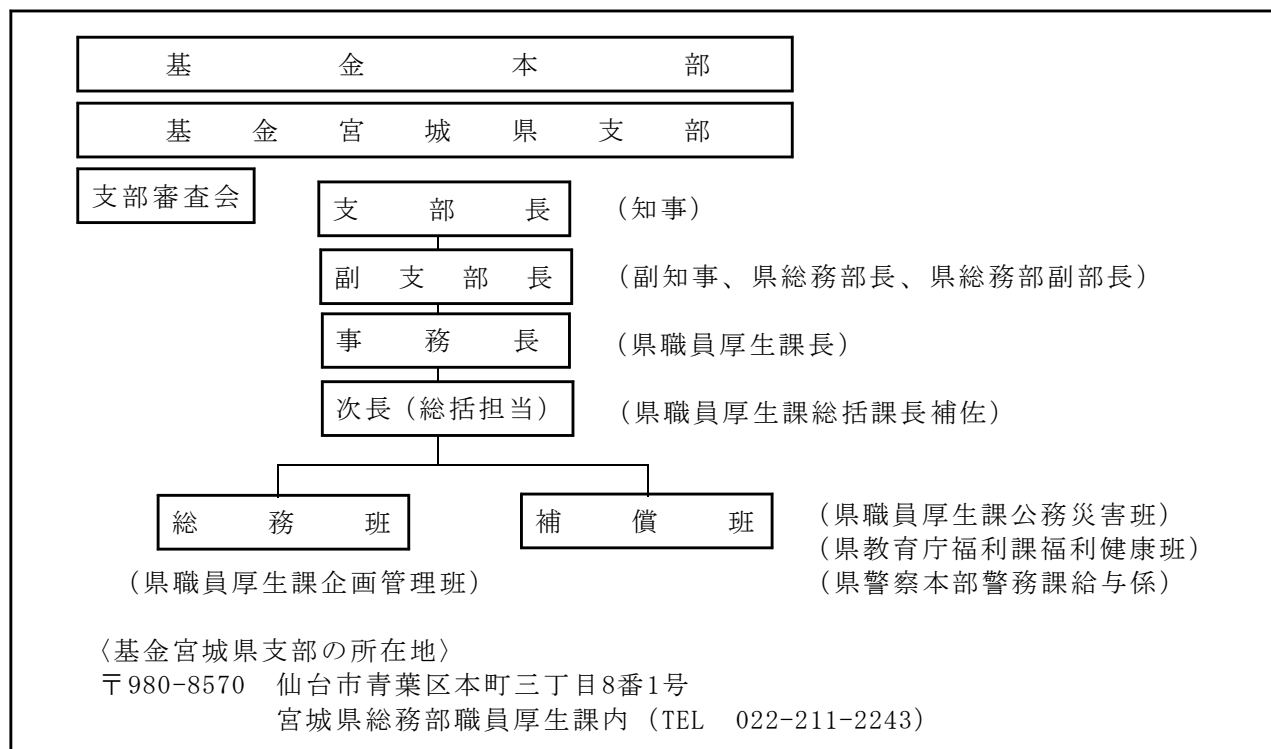 基金本部
基金宮城県支部
支部審査会
支部長 （知事）
副支部長 （副知事、県総務部長、県総務部副部長）
事務長 （県職員厚生課長）
次長（総括担当） （県職員厚生課総括課長補佐）
総務班
（県職員厚生課企画管理班）
補償班
（県職員厚生課公務災害班）
（県教育庁福利課福利健康班）
（県警察本部警務課給与係）
〈基金宮城県支部の所在地〉
〒980-8570 仙台市青葉区本町三丁目8番1号
宮城県総務部職員厚生課内（TEL 022-211-2243）